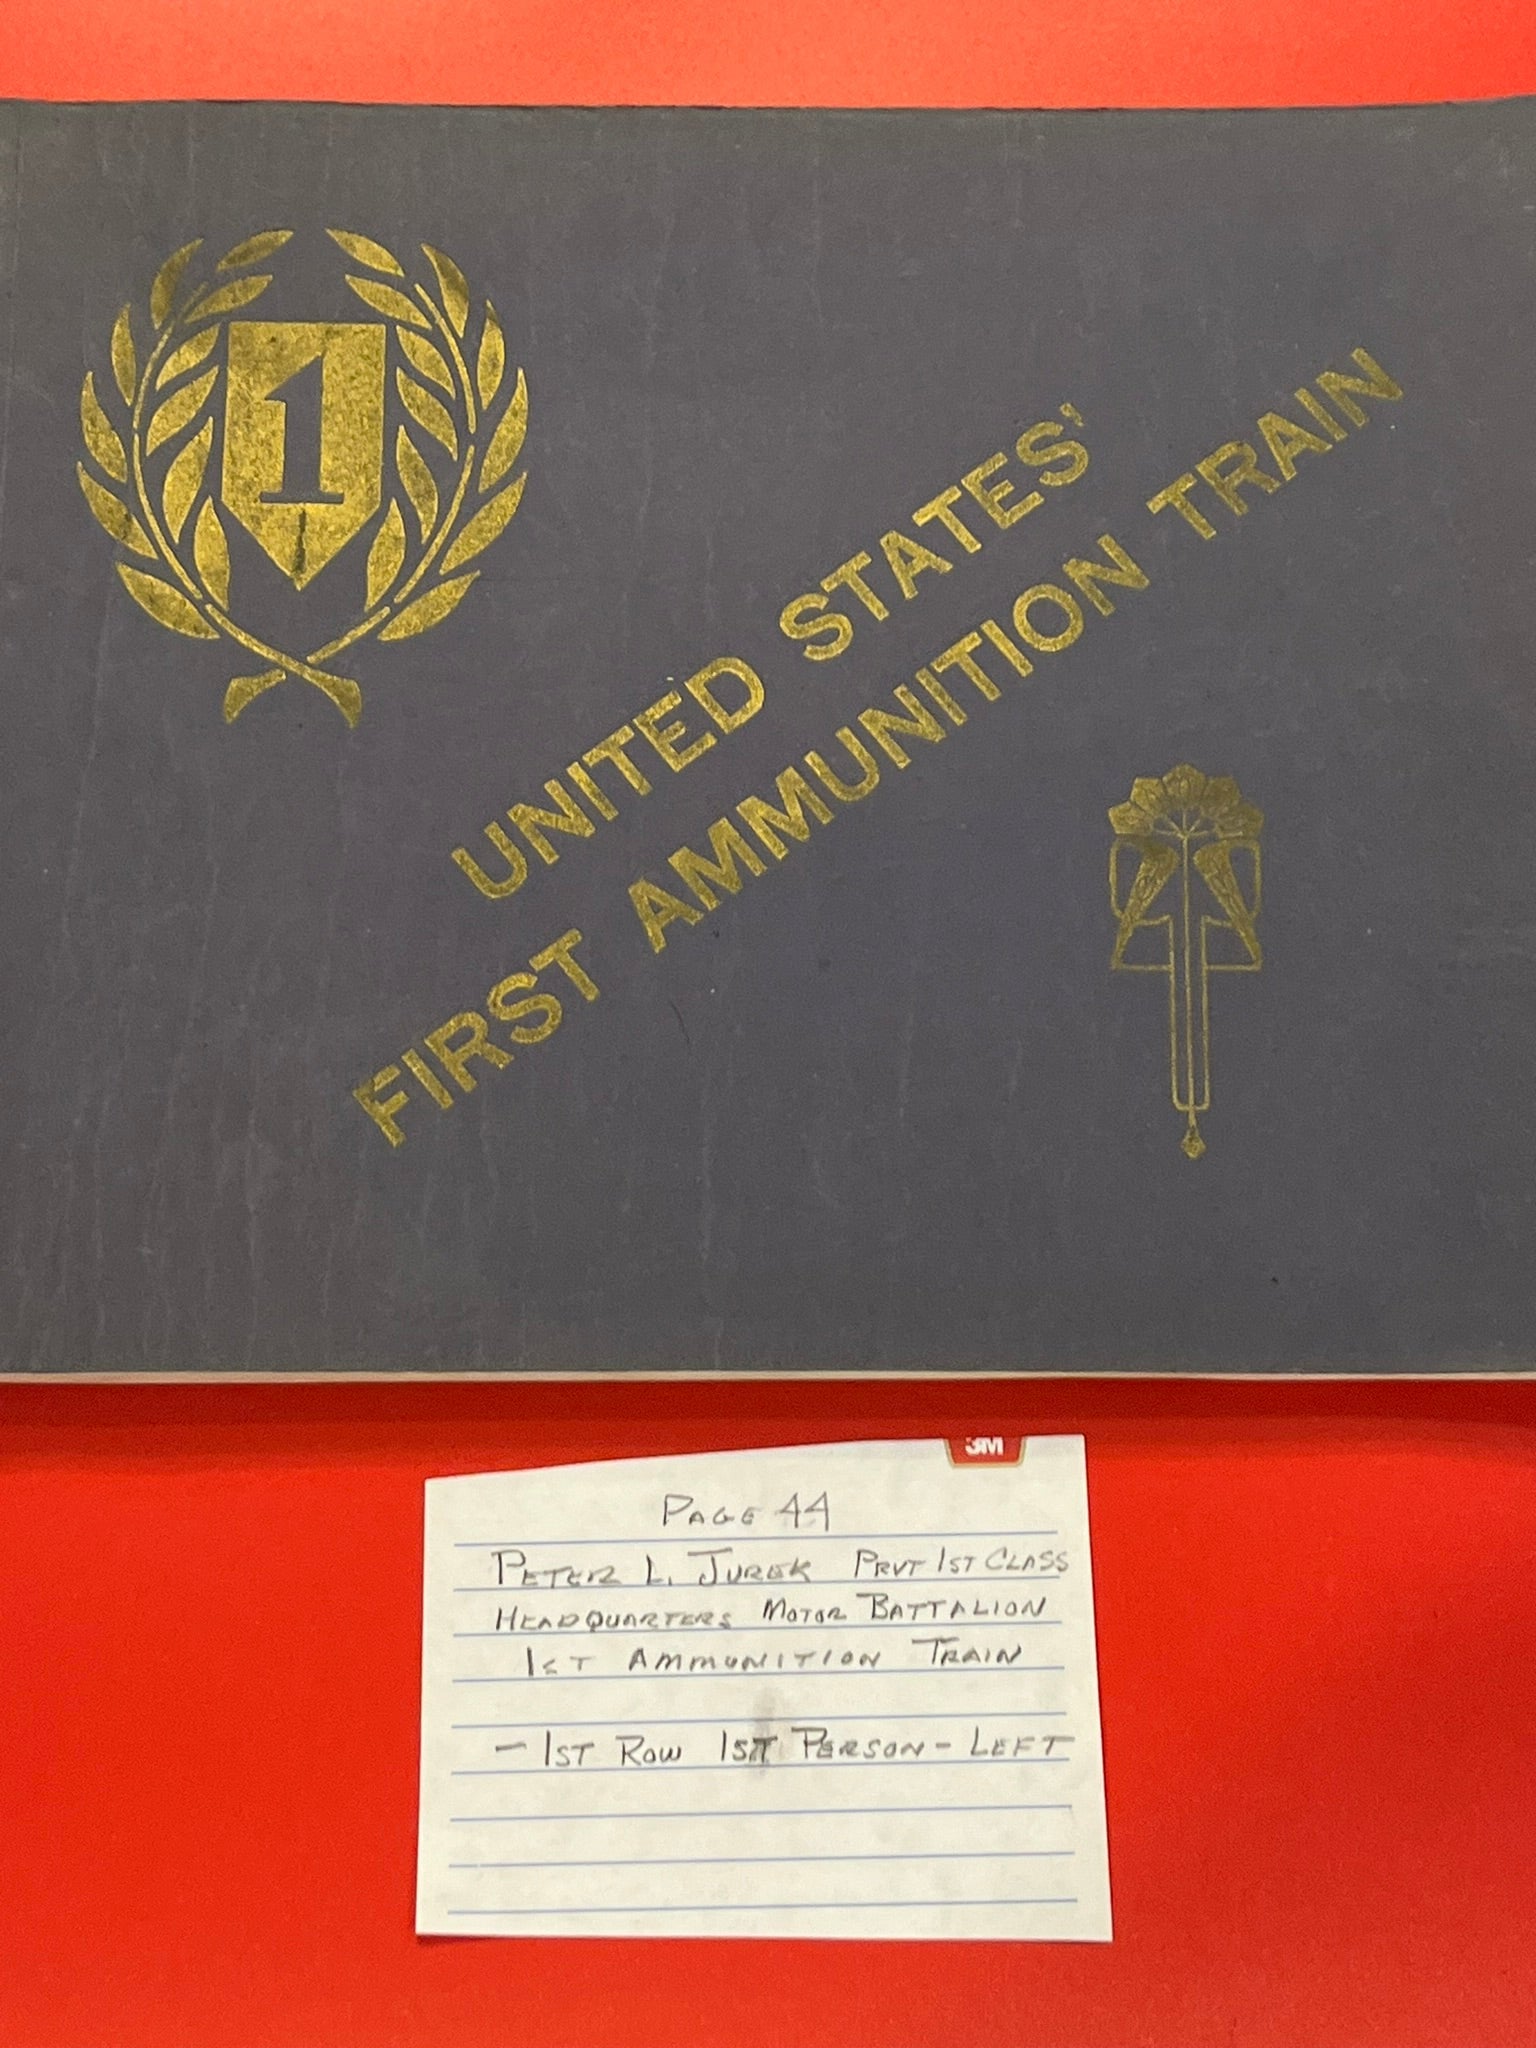 1
UNITED STATES'
FIRST AMMUNITION TRAIN
3M
PAGE 44
PETER L. JUREK PRVT 1ST CLASS
HEADQUARTERS MOTOR BATTALION
1ST AMMUNITION TRAIN
- 1ST ROW 1ST PERSON - LEFT